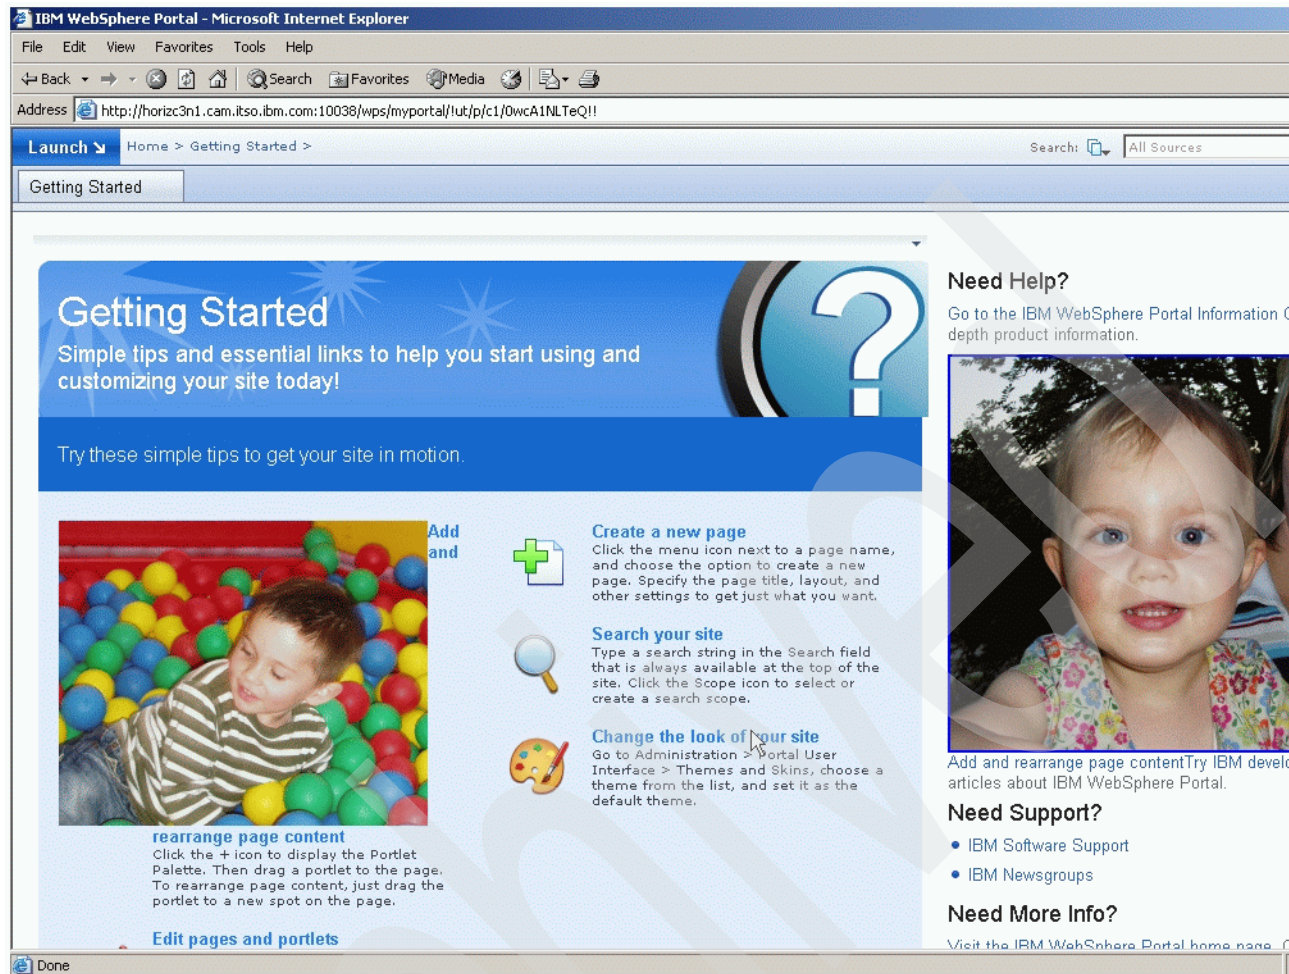 IBM WebSphere Portal - Microsoft Internet Explorer
File Edit View Favorites Tools Help
Back Search Favorites Media
Address http://horizc3n1.cam.itso.ibm.com:10038/wps/myportal/!ut/p/c1/0wcA1NLTeQ!!
Launch Home > Getting Started > Search: All Sources
Getting Started
Getting Started
Simple tips and essential links to help you start using and
customizing your site today!
Try these simple tips to get your site in motion.
Add
and
rearrange page content
Click the + icon to display the Portlet
Palette. Then drag a portlet to the page.
To rearrange page content, just drag the
portlet to a new spot on the page.
Edit pages and portlets
Create a new page
Click the menu icon next to a page name,
and choose the option to create a new
page. Specify the page title, layout, and
other settings to get just what you want.
Search your site
Type a search string in the Search field
that is always available at the top of the
site. Click the Scope icon to select or
create a search scope.
Change the look of your site
Go to Administration > Portal User
Interface > Themes and Skins, choose a
theme from the list, and set it as the
default theme.
Need Help?
Go to the IBM WebSphere Portal Information
depth product information.
Add and rearrange page contentTry IBM develo
articles about IBM WebSphere Portal.
Need Support?
IBM Software Support
IBM Newsgroups
Need More Info?
Visit the IBM WebSphere Portal home page.
Done